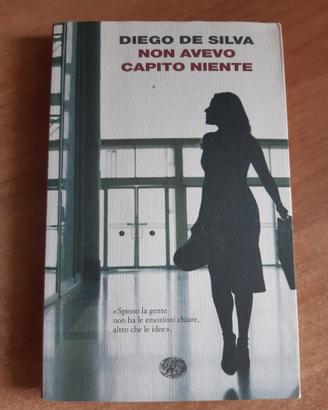 DIEGO DE SILVA
NON AVEVO
CAPITO NIENTE
«Spesso la gente
non ha le emozioni chiare,
altro che le idee».